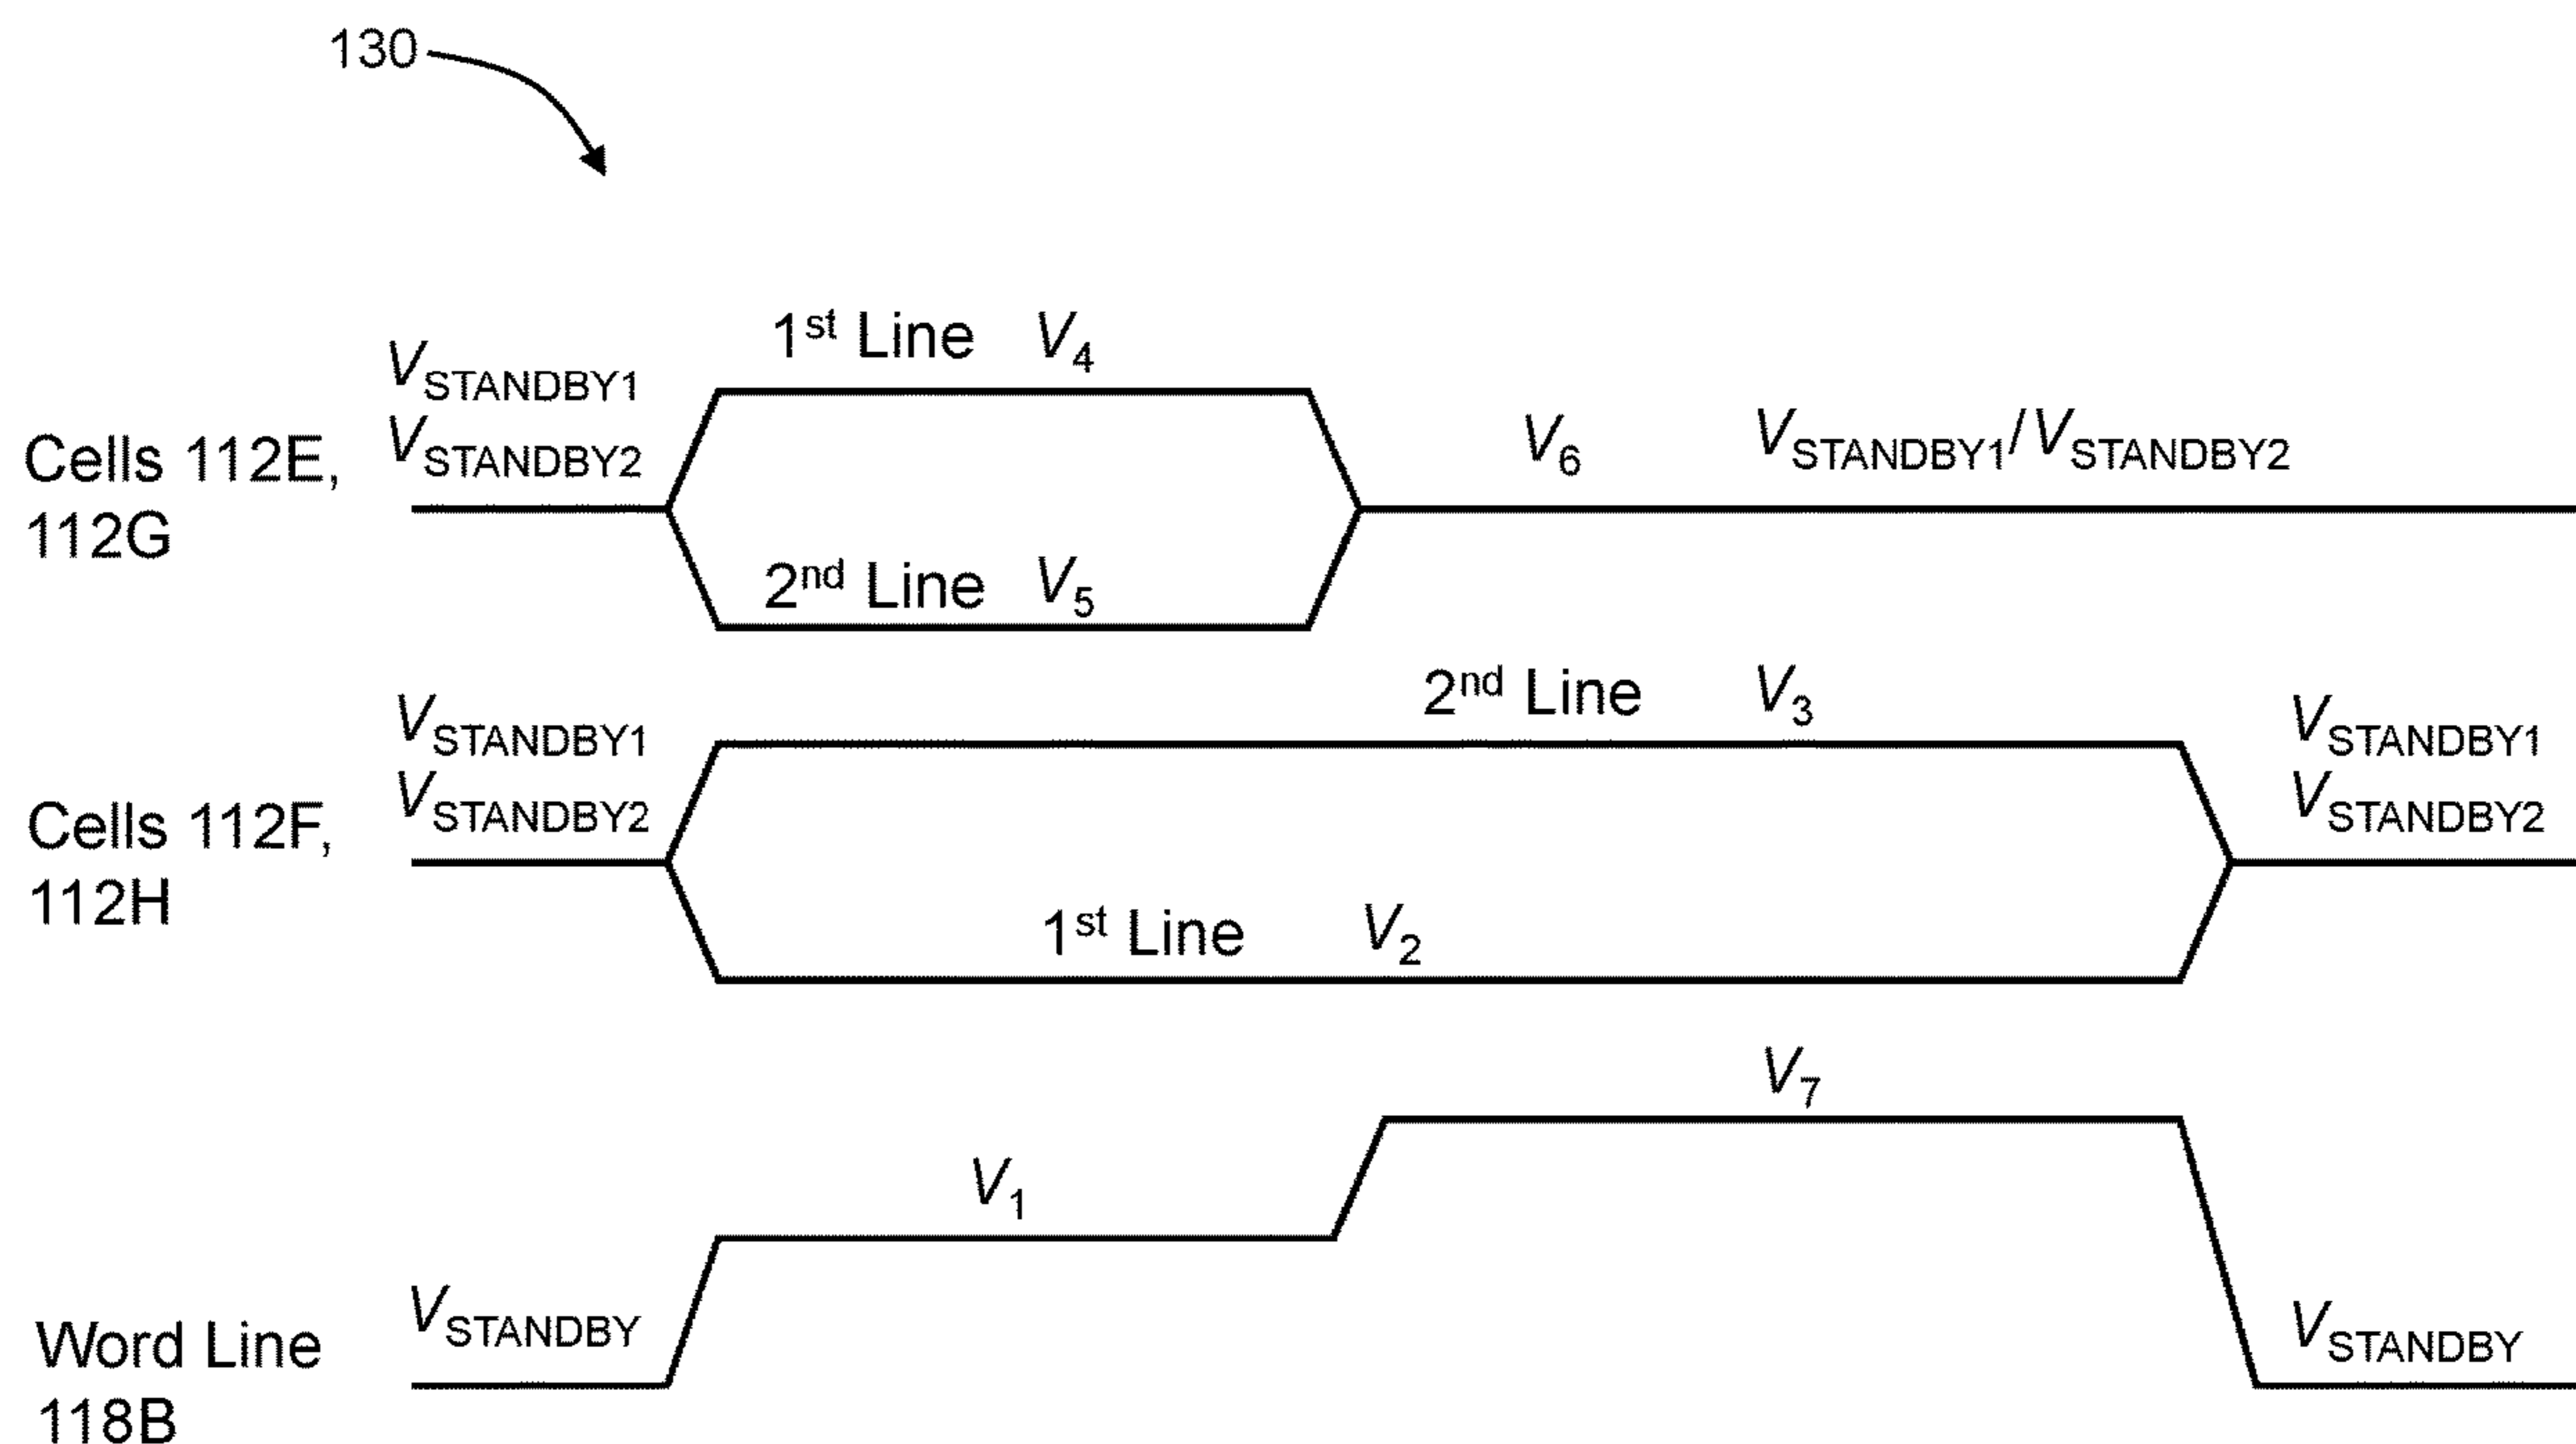 130
1st Line V4
VSTANDBY1
VSTANDBY2
Cells 112E,
112G
V6 VSTANDBY1/VSTANDBY2
2nd Line V5
2nd Line V3
VSTANDBY1
VSTANDBY2
VSTANDBY1
VSTANDBY2
Cells 112F,
112H
1st Line V2
V7
V1
VSTANDBY
VSTANDBY
Word Line
118B